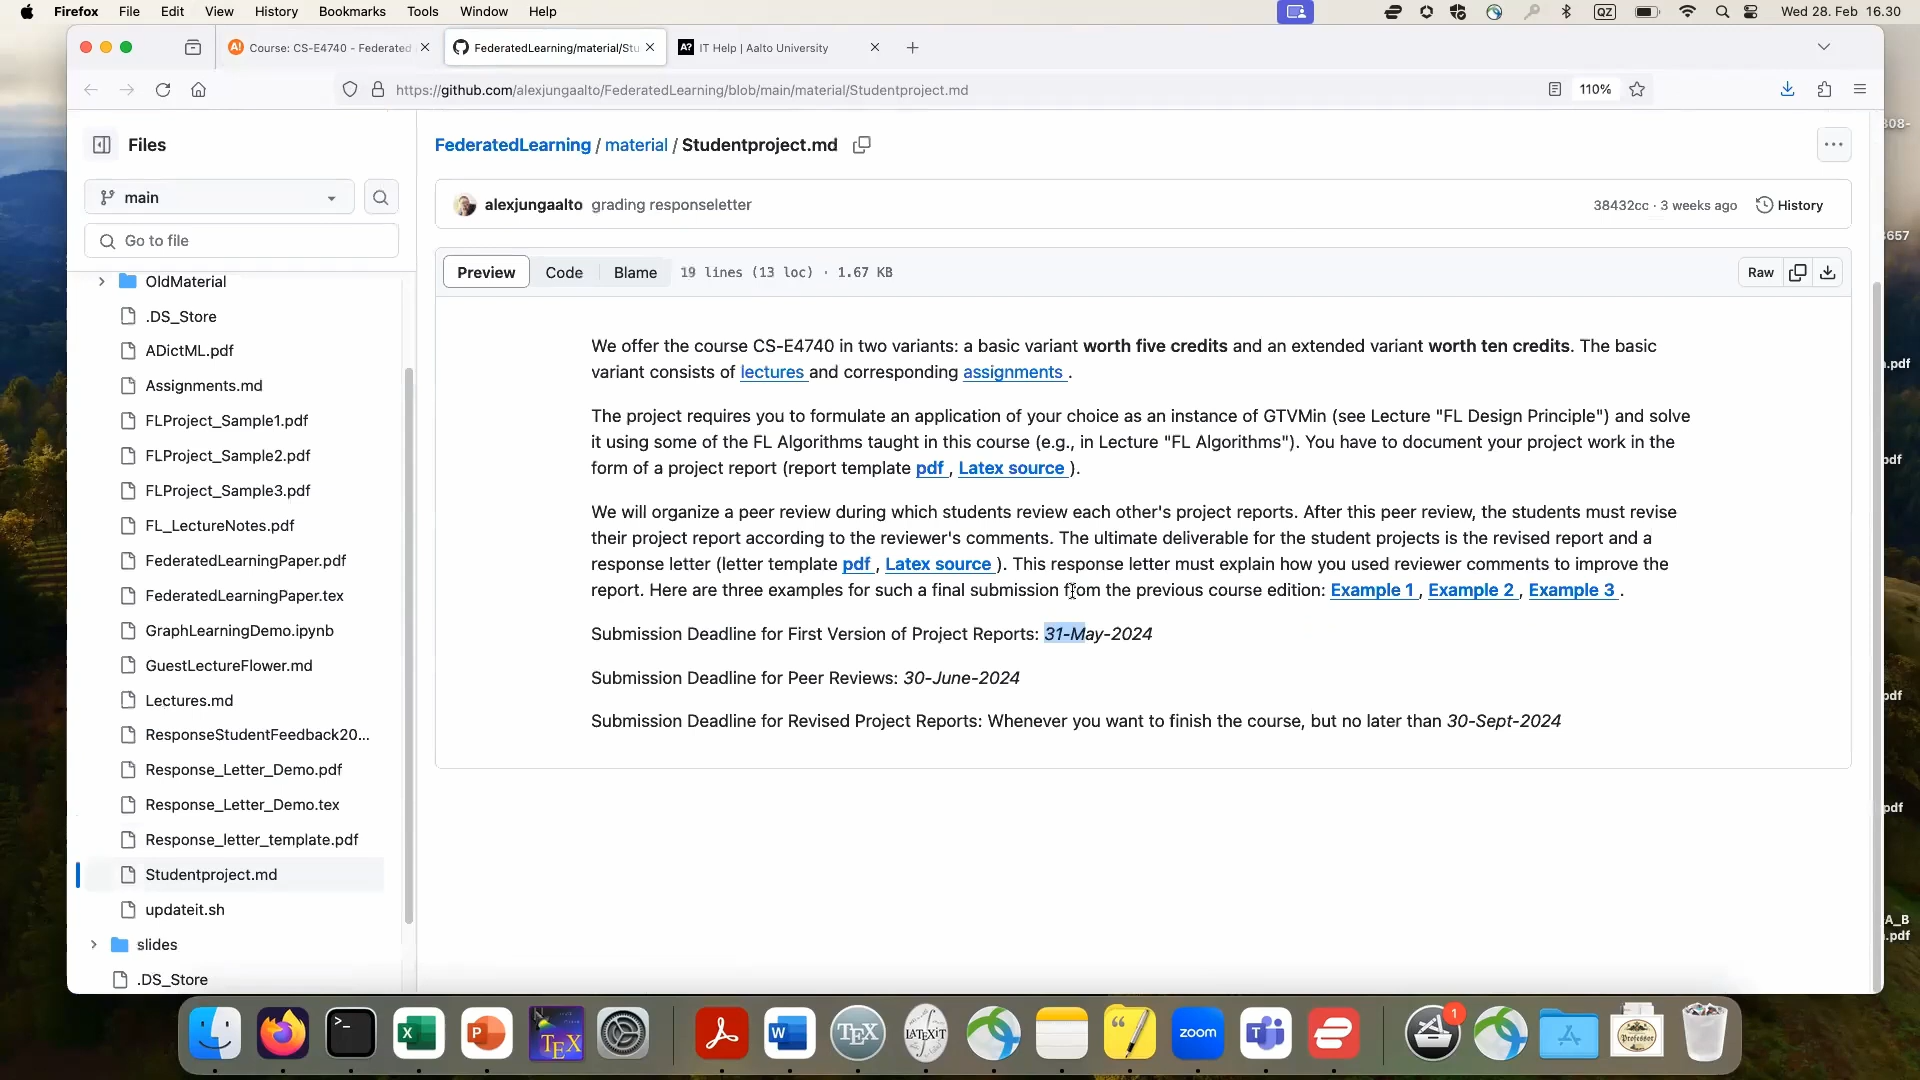 Firefox File Edit View History Bookmarks Tools Window Help QZ Wed 28. Feb 16.30
Course: CS-E4740 - Federated FederatedLearning/material/Stu A? IT Help | Aalto University
https://github.com/alexjungaalto/FederatedLearning/blob/main/material/Studentproject.md 110%
Files
main
Go to file
OldMaterial
.DS_Store
ADictML.pdf
Assignments.md
FLProject_Sample1.pdf
FLProject_Sample2.pdf
FLProject_Sample3.pdf
FL_LectureNotes.pdf
FederatedLearningPaper.pdf
FederatedLearningPaper.tex
GraphLearningDemo.ipynb
GuestLectureFlower.md
Lectures.md
ResponseStudentFeedback20...
Response_Letter_Demo.pdf
Response_Letter_Demo.tex
Response_letter_template.pdf
Studentproject.md
updateit.sh
slides
.DS_Store
FederatedLearning / material / Studentproject.md
alexjungaalto grading responseletter 38432cc · 3 weeks ago History
Preview Code Blame 19 lines (13 loc) · 1.67 KB Raw
We offer the course CS-E4740 in two variants: a basic variant worth five credits and an extended variant worth ten credits. The basic
variant consists of lectures and corresponding assignments .
The project requires you to formulate an application of your choice as an instance of GTVMin (see Lecture "FL Design Principle") and solve
it using some of the FL Algorithms taught in this course (e.g., in Lecture "FL Algorithms"). You have to document your project work in the
form of a project report (report template pdf , Latex source ).
We will organize a peer review during which students review each other's project reports. After this peer review, the students must revise
their project report according to the reviewer's comments. The ultimate deliverable for the student projects is the revised report and a
response letter (letter template pdf , Latex source ). This response letter must explain how you used reviewer comments to improve the
report. Here are three examples for such a final submission from the previous course edition: Example 1 , Example 2 , Example 3 .
Submission Deadline for First Version of Project Reports: 31-May-2024
Submission Deadline for Peer Reviews: 30-June-2024
Submission Deadline for Revised Project Reports: Whenever you want to finish the course, but no later than 30-Sept-2024
808-
657
.pdf
pdf
pdf
pdf
A_B
.pdf
TEX
TEX
LATEXIT
zoom
1
Professor